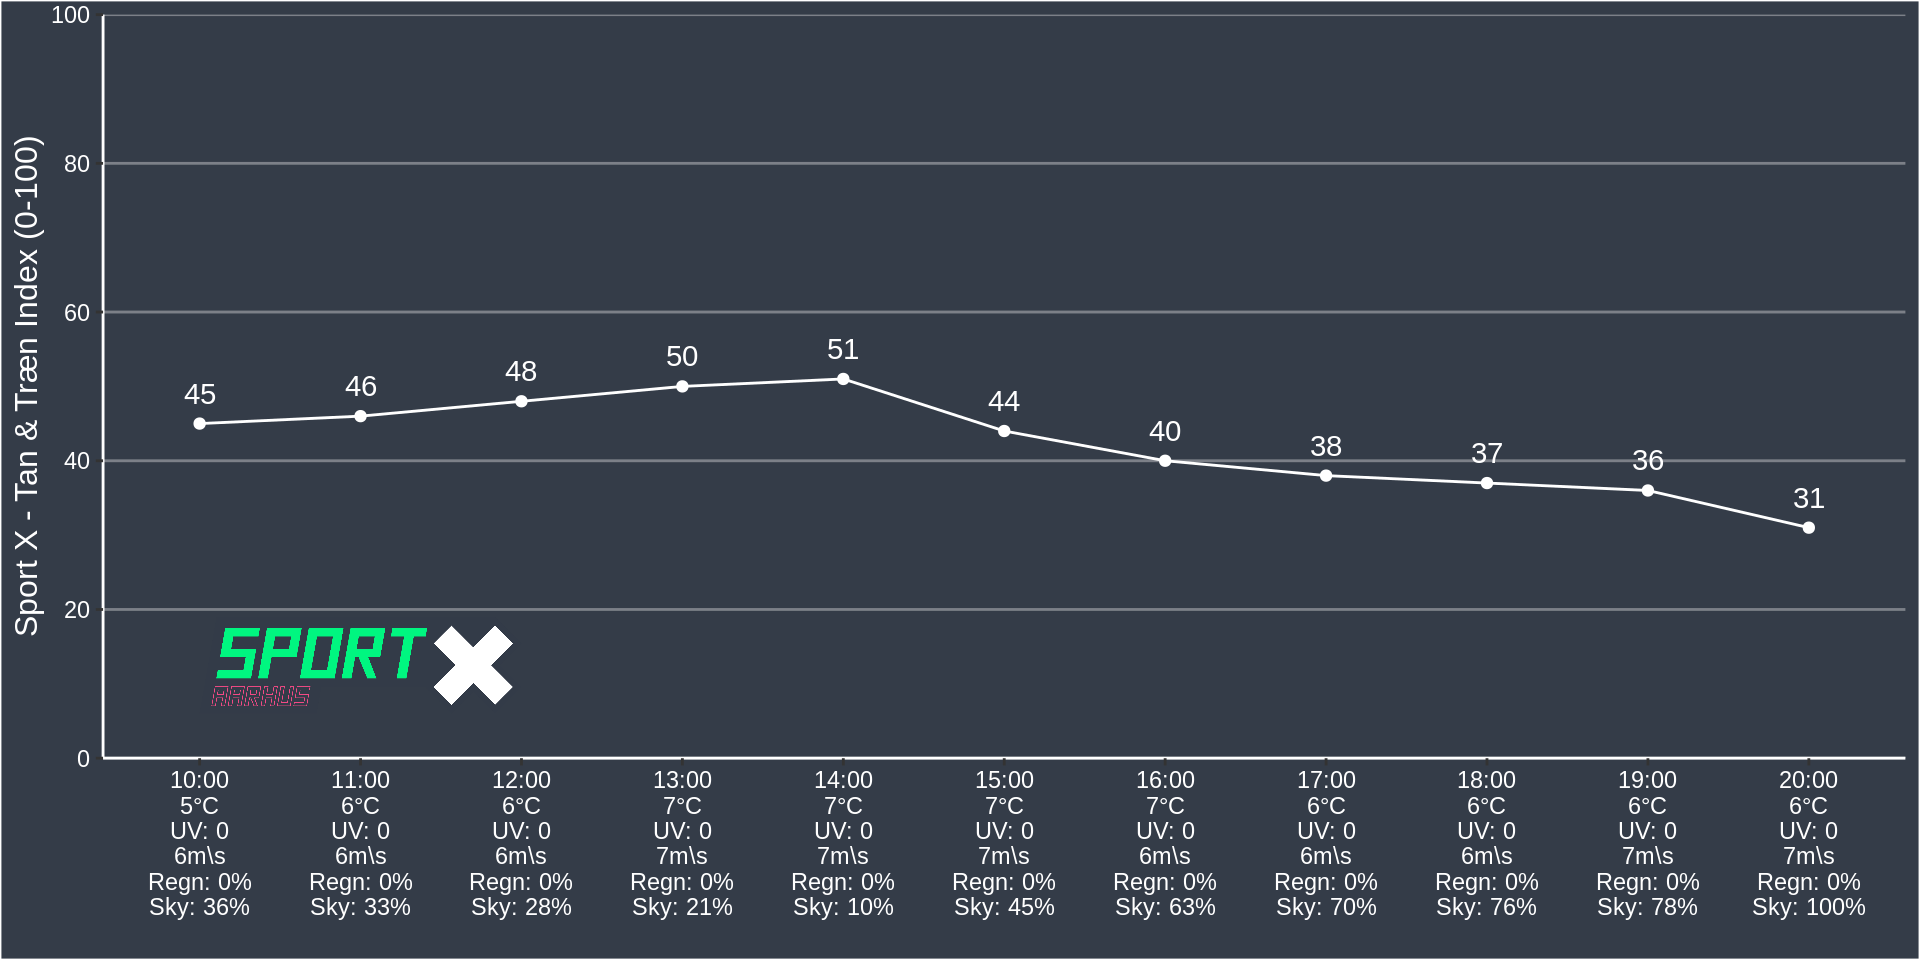 Sport X - Tan & Træn Index (0-100)
100
80
60
40
20
0
45
46
48
50
51
44
40
38
37
36
31
SPORT X
AARHUS
10:00 11:00 12:00 13:00 14:00 15:00 16:00 17:00 18:00 19:00 20:00
5°C 6°C 6°C 7°C 7°C 7°C 7°C 6°C 6°C 6°C 6°C
UV: 0 UV: 0 UV: 0 UV: 0 UV: 0 UV: 0 UV: 0 UV: 0 UV: 0 UV: 0 UV: 0
6m\s 6m\s 6m\s 7m\s 7m\s 7m\s 6m\s 6m\s 6m\s 7m\s 7m\s
Regn: 0% Regn: 0% Regn: 0% Regn: 0% Regn: 0% Regn: 0% Regn: 0% Regn: 0% Regn: 0% Regn: 0% Regn: 0%
Sky: 36% Sky: 33% Sky: 28% Sky: 21% Sky: 10% Sky: 45% Sky: 63% Sky: 70% Sky: 76% Sky: 78% Sky: 100%